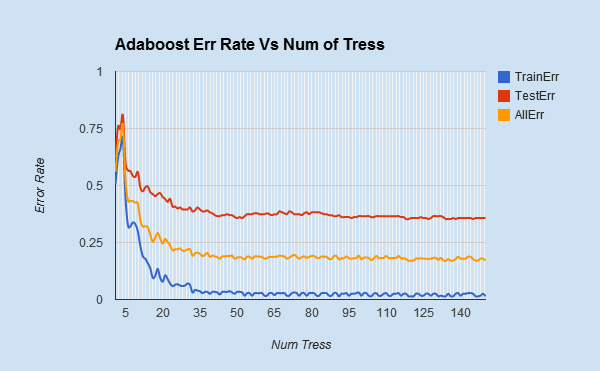 Adaboost Err Rate Vs Num of Tress
1
0.75
0.5
0.25
0
Error Rate
5 20 35 50 65 80 95 110 125 140
Num Tress
TrainErr
TestErr
AllErr